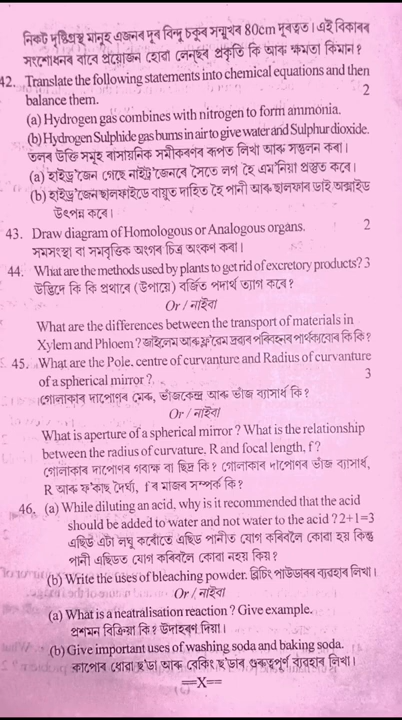 নিকট দৃষ্টিগ্ৰস্থ মানুহ এজনৰ দূৰ বিন্দু চকুৰ সন্মুখৰ 80cm দূৰত্বত। এই বিকাৰৰ
সংশোধনৰ বাবে প্ৰয়োজন হোৱা লেন্‌ছৰ প্ৰকৃতি কি আৰু ক্ষমতা কিমান?
42. Translate the following statements into chemical equations and then
balance them. 2
(a) Hydrogen gas combines with nitrogen to form ammonia.
(b) Hydrogen Sulphide gas burns in air to give water and Sulphur dioxide.
তলৰ উক্তি সমূহ ৰাসায়নিক সমীকৰণৰ ৰূপত লিখা আৰু সন্তুলন কৰা।
(a) হাইড্ৰ'জেন গেছে নাইট্ৰ'জেনৰে সৈতে লগ হৈ এম'নিয়া প্ৰস্তুত কৰে।
(b) হাইড্ৰ'জেনছালফাইডে বায়ুত দাহিত হৈ পানী আৰু ছালফাৰ ডাই অক্সাইড
উৎপন্ন কৰে।
43. Draw diagram of Homologous or Analogous organs. 2
সমসংস্থা বা সমবৃত্তিক অংগৰ চিত্ৰ অংকণ কৰা।
44. What are the methods used by plants to get rid of excretory products? 3
উদ্ভিদে কি কি প্ৰথাৰে (উপায়ে) বৰ্জিত পদাৰ্থ ত্যাগ কৰে?
Or / নাইবা
What are the differences between the transport of materials in
Xylem and Phloem? জাইলেম আৰু ফ্লৱেম দ্ৰব্যৰ পৰিবহনৰ পাৰ্থক্যবোৰ কি কি?
45. What are the Pole, centre of curvanture and Radius of curvanture
of a spherical mirror? 3
গোলাকাৰ দাপোণৰ মেৰু, ভাঁজকেন্দ্ৰ আৰু ভাঁজ ব্যাসাৰ্ধ কি?
Or / নাইবা
What is aperture of a spherical mirror? What is the relationship
between the radius of curvature, R and focal length, f?
গোলাকাৰ দাপোণৰ গবাক্ষ বা ছিদ্ৰ কি? গোলাকাৰ দাপোণৰ ভাঁজ ব্যাসাৰ্ধ,
R আৰু ফ'কাছ দৈৰ্ঘ্য, f ৰ মাজৰ সম্পৰ্ক কি?
46. (a) While diluting an acid, why is it recommended that the acid
should be added to water and not water to the acid? 2+1=3
এছিড এটা লঘু কৰোঁতে এছিড পানীত যোগ কৰিবলৈ কোৱা হয় কিন্তু
পানী এছিডত যোগ কৰিবলৈ কোৱা নহয় কিয়?
(b) Write the uses of bleaching powder. ব্লিচিং পাউডাৰৰ ব্যৱহাৰ লিখা।
Or / নাইবা
(a) What is a neatralisation reaction? Give example.
প্ৰশমন বিক্ৰিয়া কি? উদাহৰণ দিয়া।
(b) Give important uses of washing soda and baking soda.
কাপোৰ ধোৱা ছ'ডা আৰু বেকিং ছ'ডাৰ গুৰুত্বপূৰ্ণ ব্যৱহাৰ লিখা।
==X==